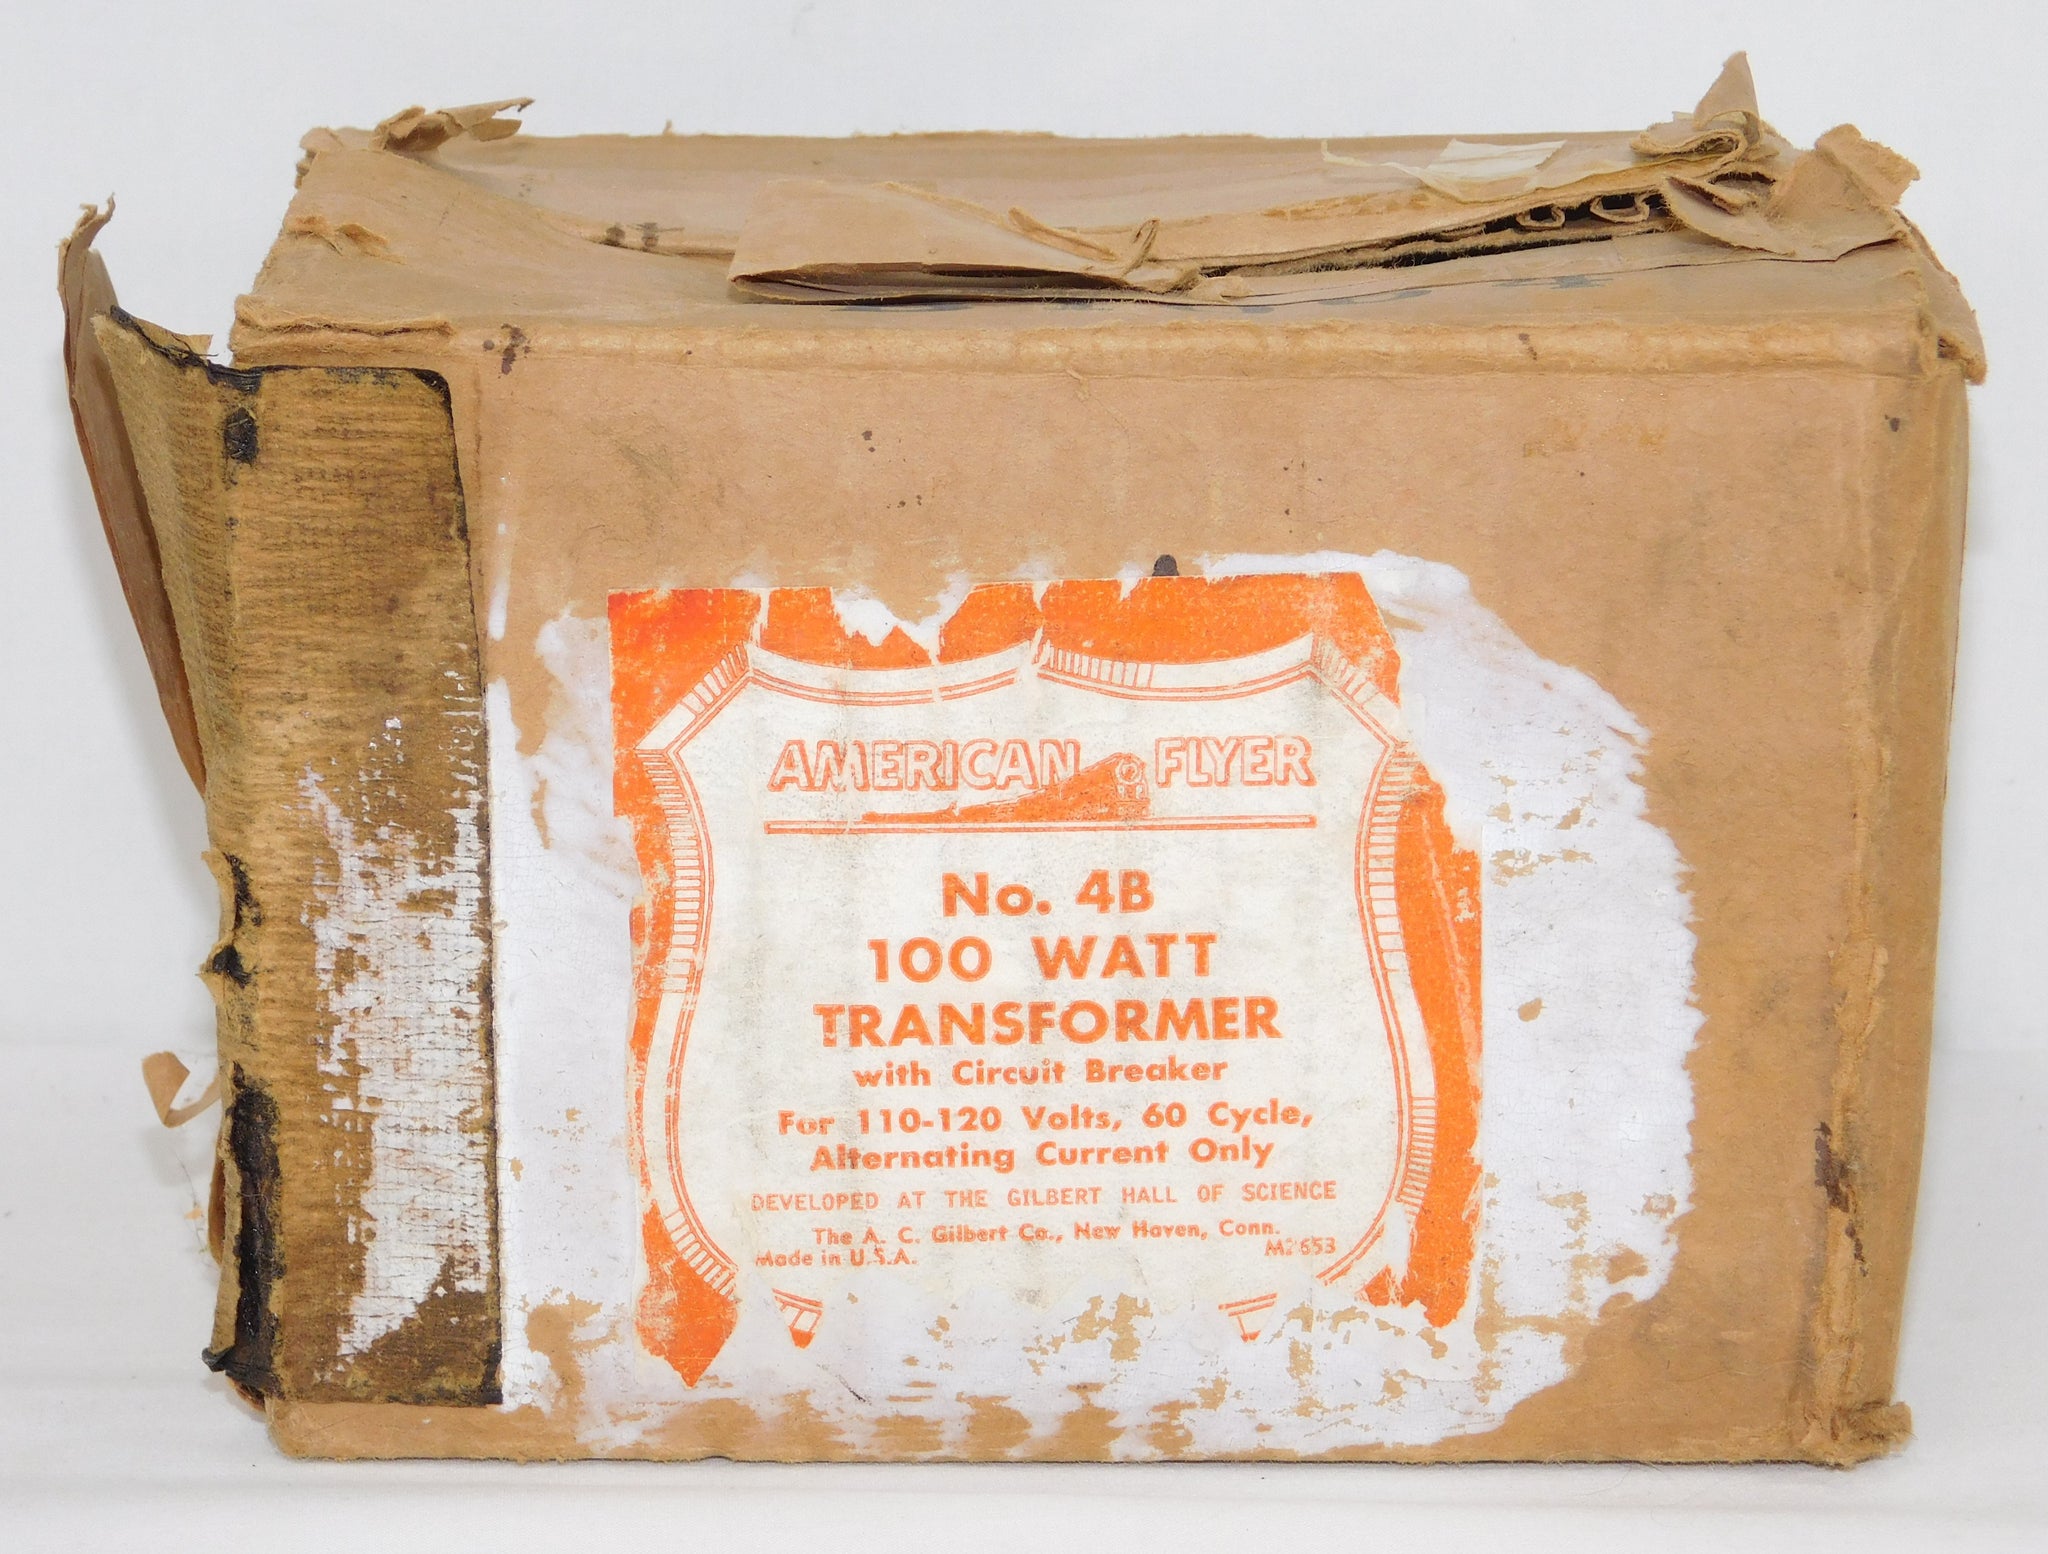 AMERICAN FLYER
No. 4B
100 WATT
TRANSFORMER
with Circuit Breaker
For 110-120 Volts, 60 Cycle,
Alternating Current Only
DEVELOPED AT THE GILBERT HALL OF SCIENCE
The A. C. Gilbert Co., New Haven, Conn.
Made in U.S.A.